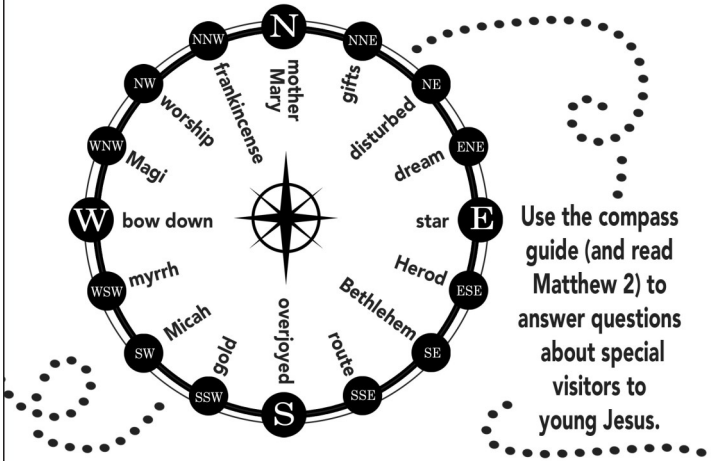 N
NNE
NE
ENE
E
ESE
SE
SSE
S
SSW
SW
WSW
W
WNW
NW
NNW
mother
Mary
gifts
disturbed
dream
star
Herod
Bethlehem
route
overjoyed
gold
Micah
myrrh
bow down
Magi
worship
frankincense
Use the compass
guide (and read
Matthew 2) to
answer questions
about special
visitors to
young Jesus.